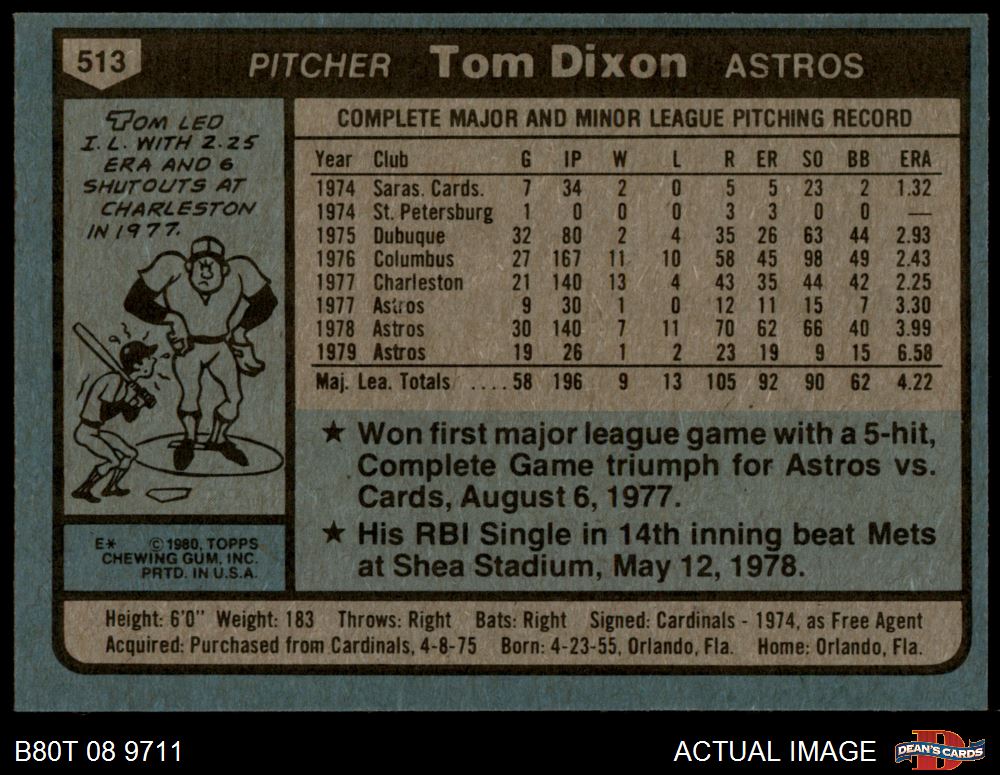 513 PITCHER Tom Dixon ASTROS
TOM LED
I.L. WITH 2.25
ERA AND 6
SHUTOUTS AT
CHARLESTON
IN 1977.
E* © 1980, TOPPS
CHEWING GUM, INC.
PRTD. IN U.S.A.
COMPLETE MAJOR AND MINOR LEAGUE PITCHING RECORD
Year Club G IP W L R ER SO BB ERA
1974 Saras. Cards. 7 34 2 0 5 5 23 2 1.32
1974 St. Petersburg 1 0 0 0 3 3 0 0 —
1975 Dubuque 32 80 2 4 35 26 63 44 2.93
1976 Columbus 27 167 11 10 58 45 98 49 2.43
1977 Charleston 21 140 13 4 43 35 44 42 2.25
1977 Astros 9 30 1 0 12 11 15 7 3.30
1978 Astros 30 140 7 11 70 62 66 40 3.99
1979 Astros 19 26 1 2 23 19 9 15 6.58
Maj. Lea. Totals .... 58 196 9 13 105 92 90 62 4.22
★ Won first major league game with a 5-hit,
Complete Game triumph for Astros vs.
Cards, August 6, 1977.
★ His RBI Single in 14th inning beat Mets
at Shea Stadium, May 12, 1978.
Height: 6'0" Weight: 183 Throws: Right Bats: Right Signed: Cardinals - 1974, as Free Agent
Acquired: Purchased from Cardinals, 4-8-75 Born: 4-23-55, Orlando, Fla. Home: Orlando, Fla.
B80T 08 9711 ACTUAL IMAGE DEAN'S CARDS